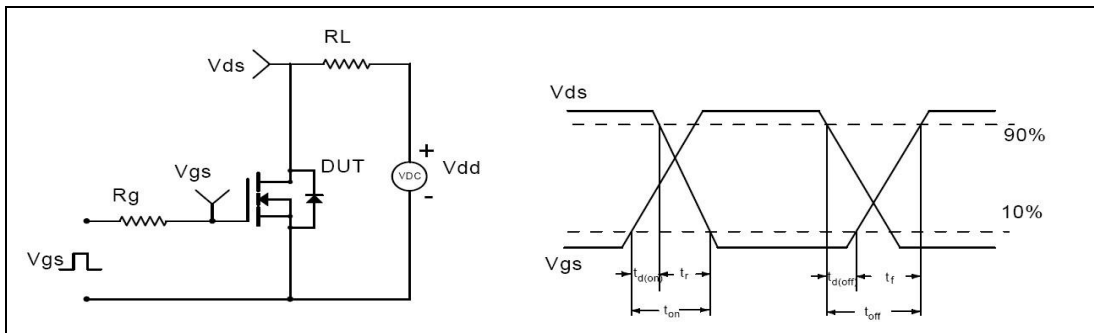 RL
Vds
Vgs
DUT
+
VDC
Vdd
-
Rg
Vgs
Vds
90%
10%
Vgs
td(on)
tr
td(off)
tf
ton
toff